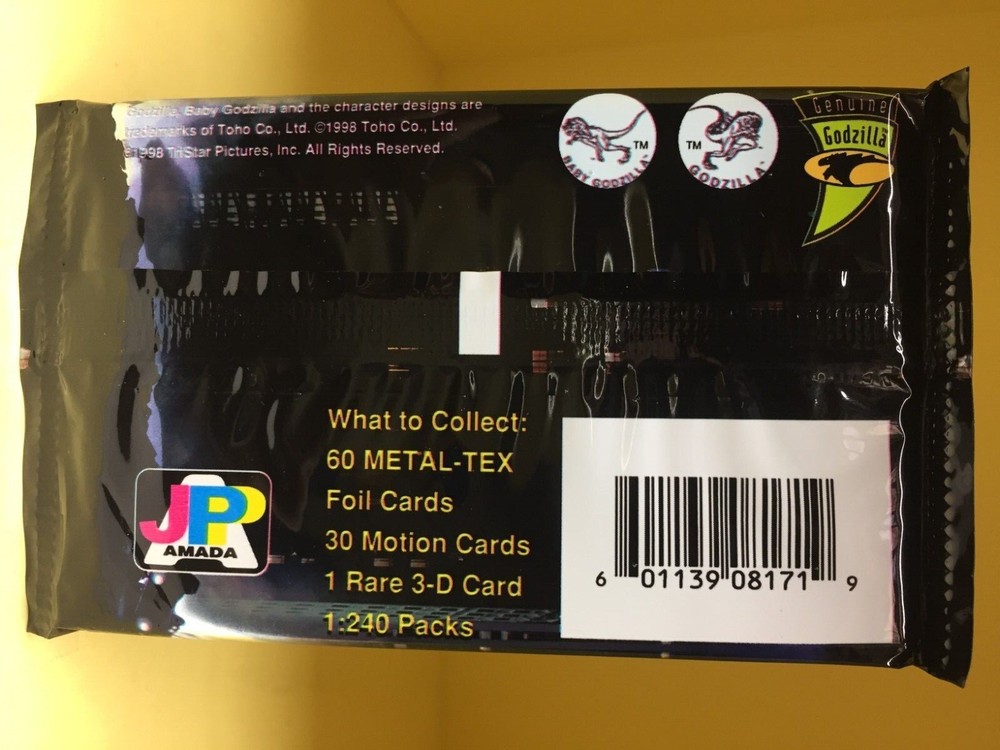 Godzilla, Baby Godzilla and the character designs are
trademarks of Toho Co., Ltd. ©1998 Toho Co., Ltd.
©1998 TriStar Pictures, Inc. All Rights Reserved.
BABY GODZILLA TM
TM GODZILLA
Genuine
Godzilla
What to Collect:
60 METAL-TEX
Foil Cards
30 Motion Cards
1 Rare 3-D Card
1:240 Packs
JPP
AMADA
6 01139 08171 9